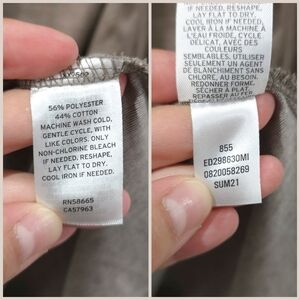 56% POLYESTER
44% COTTON
MACHINE WASH COLD,
GENTLE CYCLE, WITH
LIKE COLORS. ONLY
NON-CHLORINE BLEACH
IF NEEDED. RESHAPE,
LAY FLAT TO DRY.
COOL IRON IF NEEDED.
RN58665
CA57963
IF NEEDED. RESHAPE,
LAY FLAT TO DRY.
COOL IRON IF NEEDED.
LAVER À LA MACHINE À
L'EAU FROIDE, CYCLE
DÉLICAT, AVEC DES
COULEURS
SEMBLABLES. UTILISER
SEULEMENT UN AGENT
DE BLANCHIMENT SANS
CHLORE, AU BESOIN.
REDONNER FORME,
SÉCHER À PLAT.
REPASSER À FER
855
ED298630MI
0820058269
SUM21